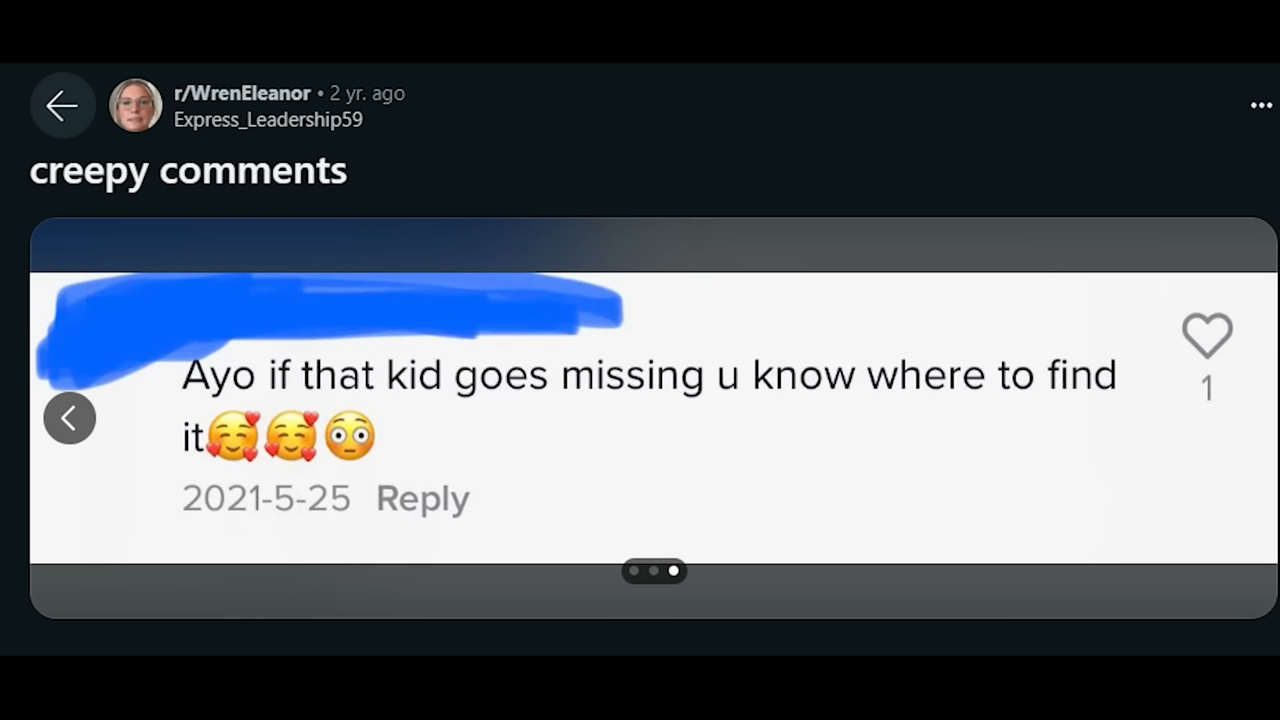 r/WrenEleanor • 2 yr. ago
Express_Leadership59
creepy comments
Ayo if that kid goes missing u know where to find
it🥰🥰😳
1
2021-5-25 Reply